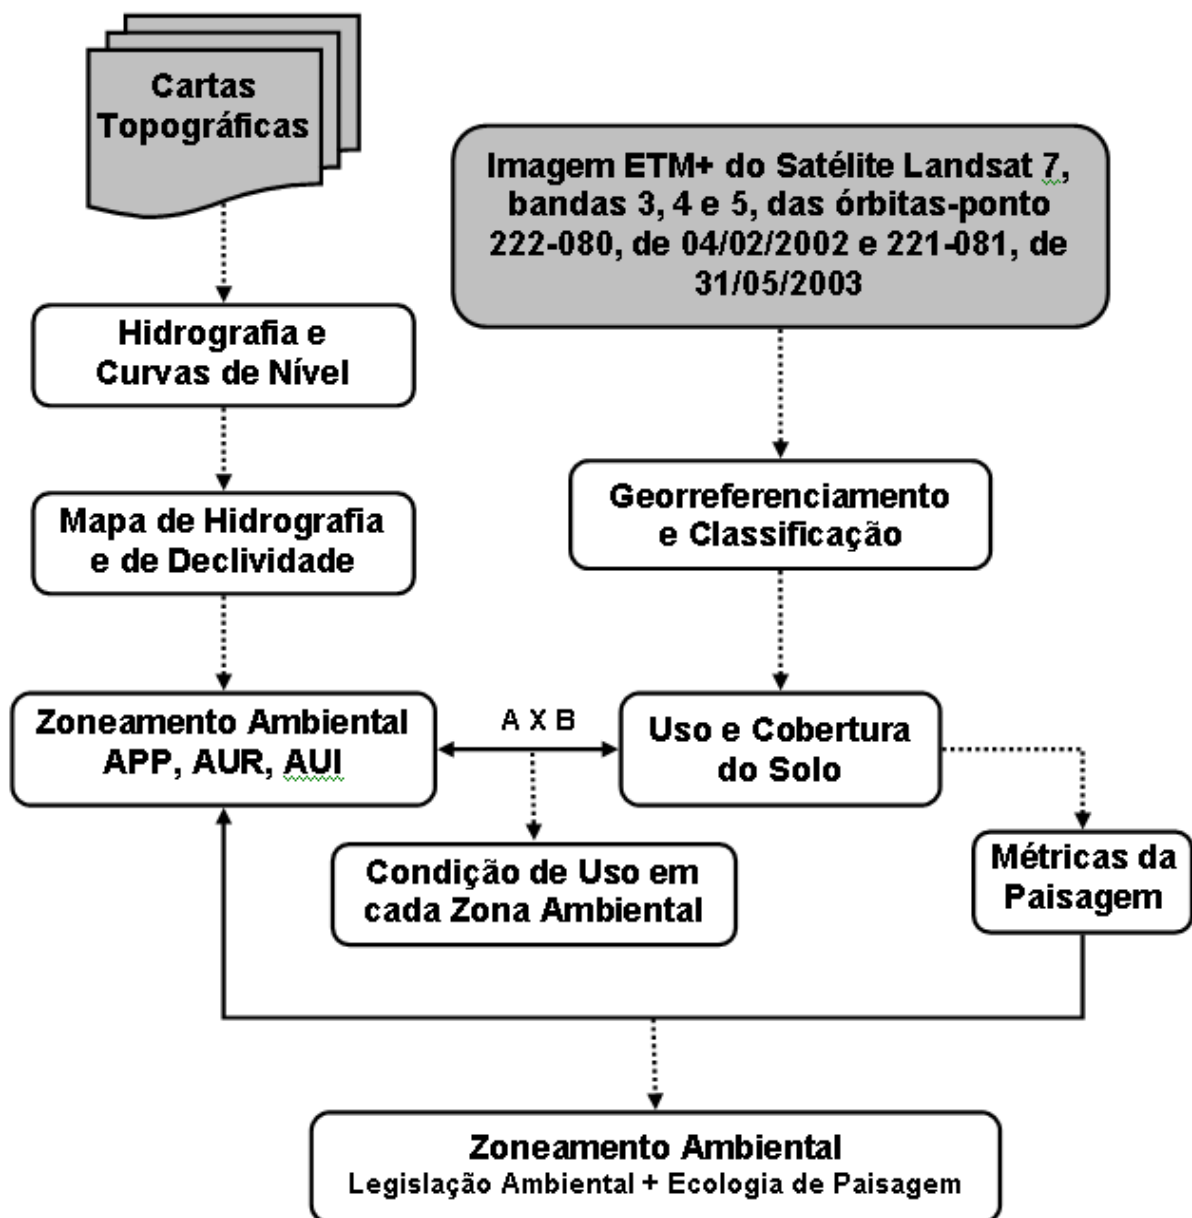 Cartas
Topográficas
Imagem ETM+ do Satélite Landsat 7,
bandas 3, 4 e 5, das órbitas-ponto
222-080, de 04/02/2002 e 221-081, de
31/05/2003
Hidrografia e
Curvas de Nível
Mapa de Hidrografia
e de Declividade
Georreferenciamento
e Classificação
Zoneamento Ambiental
APP, AUR, AUI
A X B
Uso e Cobertura
do Solo
Condição de Uso em
cada Zona Ambiental
Métricas da
Paisagem
Zoneamento Ambiental
Legislação Ambiental + Ecologia de Paisagem